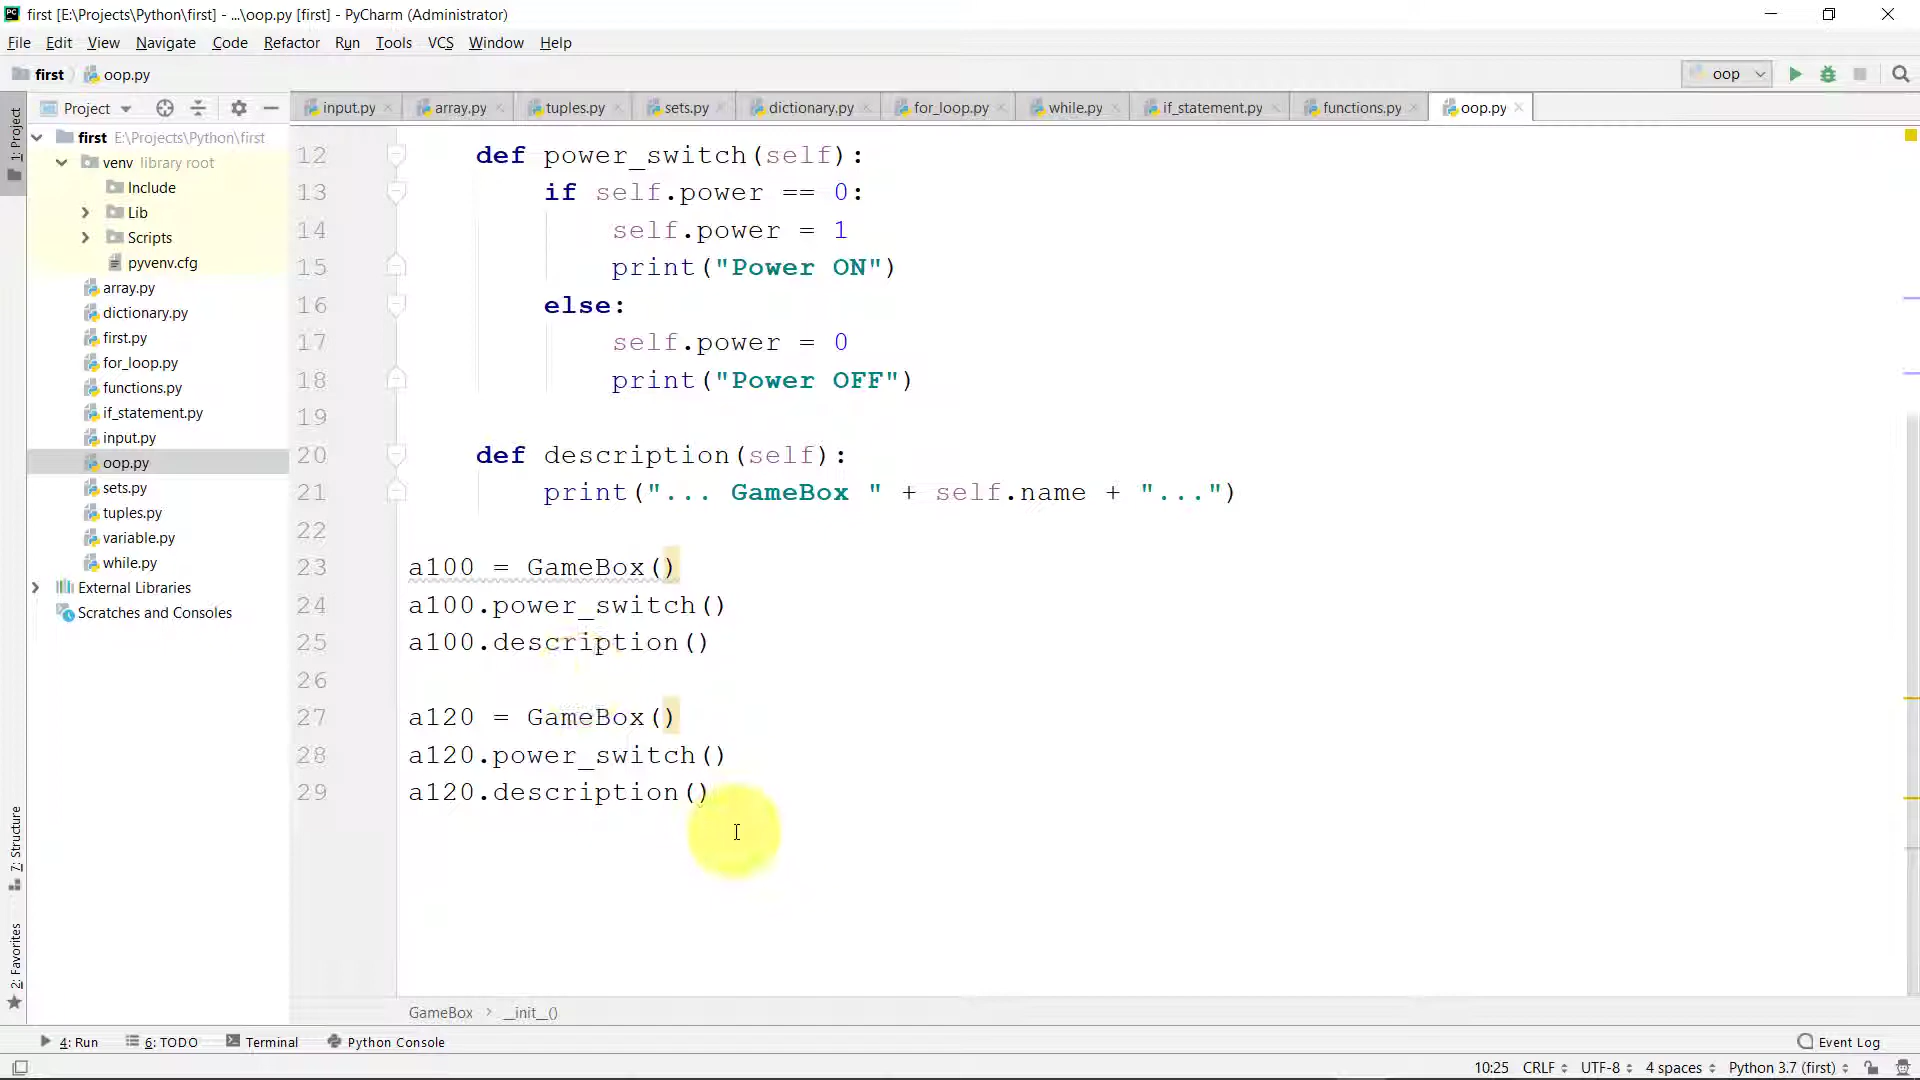 first [E:\Projects\Python\first] - ...\oop.py [first] - PyCharm (Administrator)
File Edit View Navigate Code Refactor Run Tools VCS Window Help
first oop.py oop
1: Project
Project
input.py array.py tuples.py sets.py dictionary.py for_loop.py while.py if_statement.py functions.py oop.py
first E:\Projects\Python\first
venv library root
Include
Lib
Scripts
pyvenv.cfg
array.py
dictionary.py
first.py
for_loop.py
functions.py
if_statement.py
input.py
oop.py
sets.py
tuples.py
variable.py
while.py
External Libraries
Scratches and Consoles
12 def power_switch(self):
13 if self.power == 0:
14 self.power = 1
15 print("Power ON")
16 else:
17 self.power = 0
18 print("Power OFF")
19
20 def description(self):
21 print("... GameBox " + self.name + "...")
22
23 a100 = GameBox()
24 a100.power_switch()
25 a100.description()
26
27 a120 = GameBox()
28 a120.power_switch()
29 a120.description()
7: Structure
2: Favorites
GameBox > __init__()
4: Run 6: TODO Terminal Python Console Event Log
10:25 CRLF UTF-8 4 spaces Python 3.7 (first)